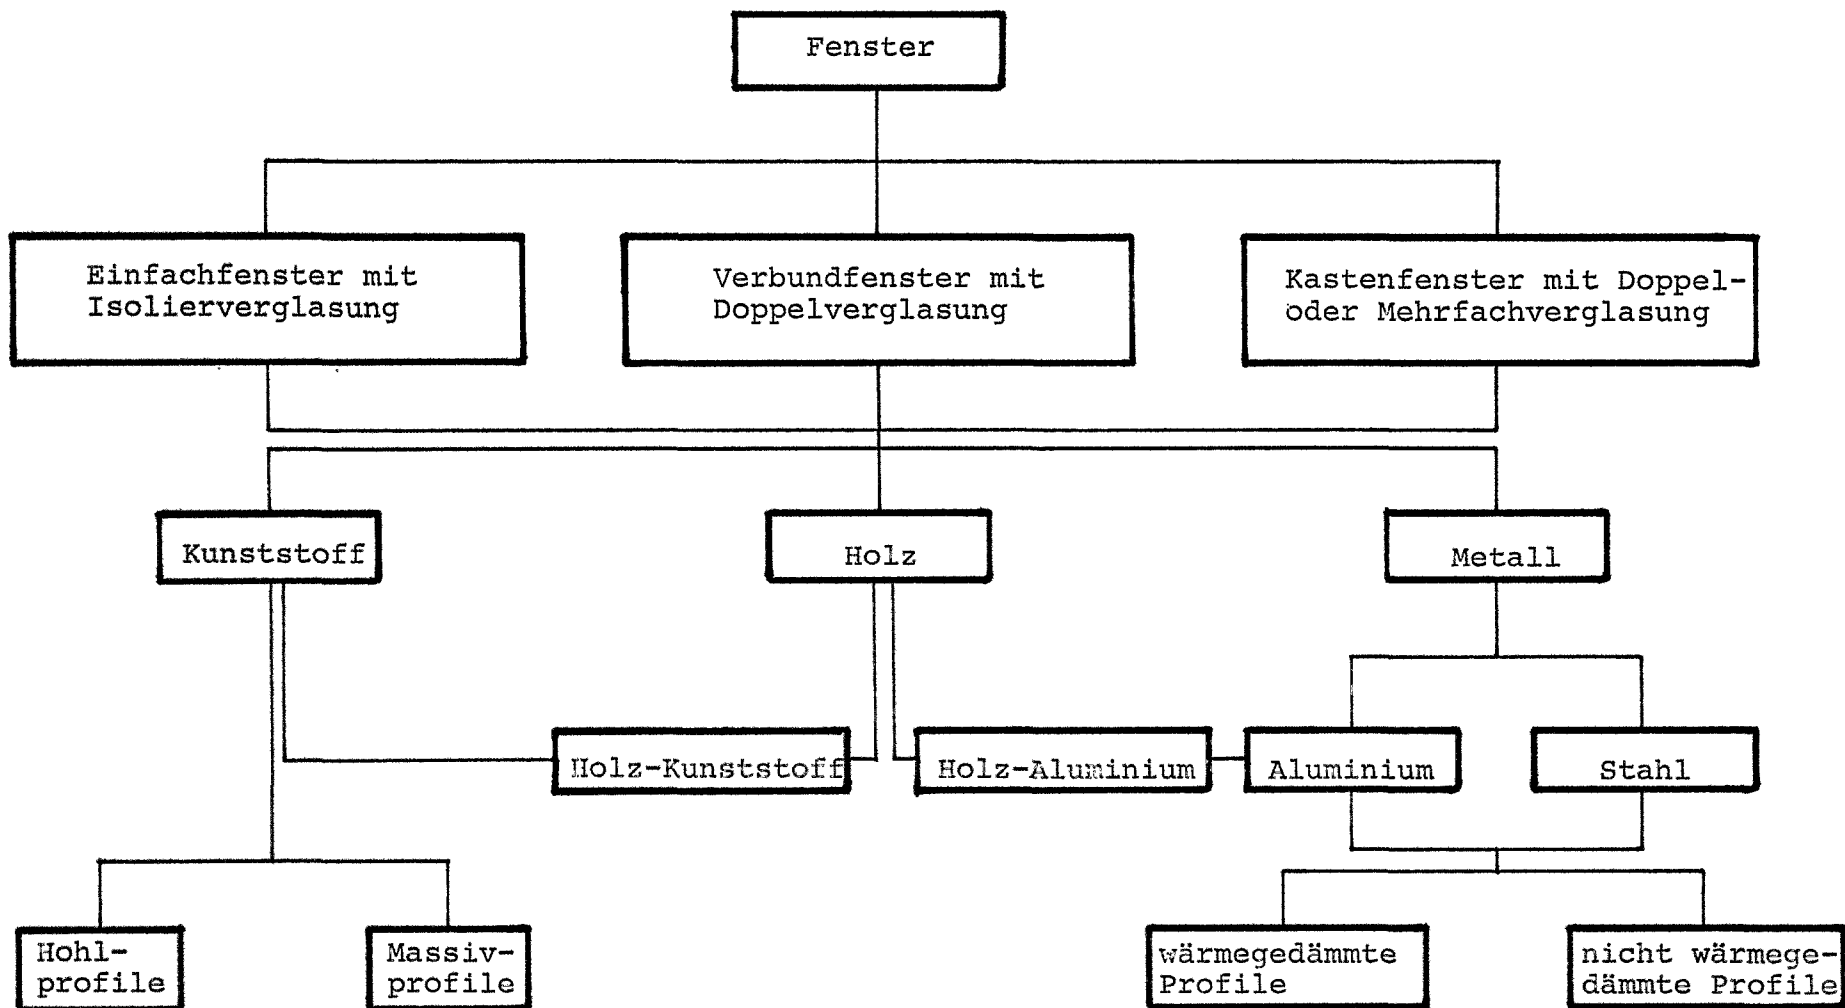 Fenster
Einfachfenster mit
Isolierverglasung
Verbundfenster mit
Doppelverglasung
Kastenfenster mit Doppel-
oder Mehrfachverglasung
Kunststoff
Holz
Metall
Holz-Kunststoff
Holz-Aluminium
Aluminium
Stahl
Hohl-
profile
Massiv-
profile
wärmegedämmte
Profile
nicht wärmege-
dämmte Profile